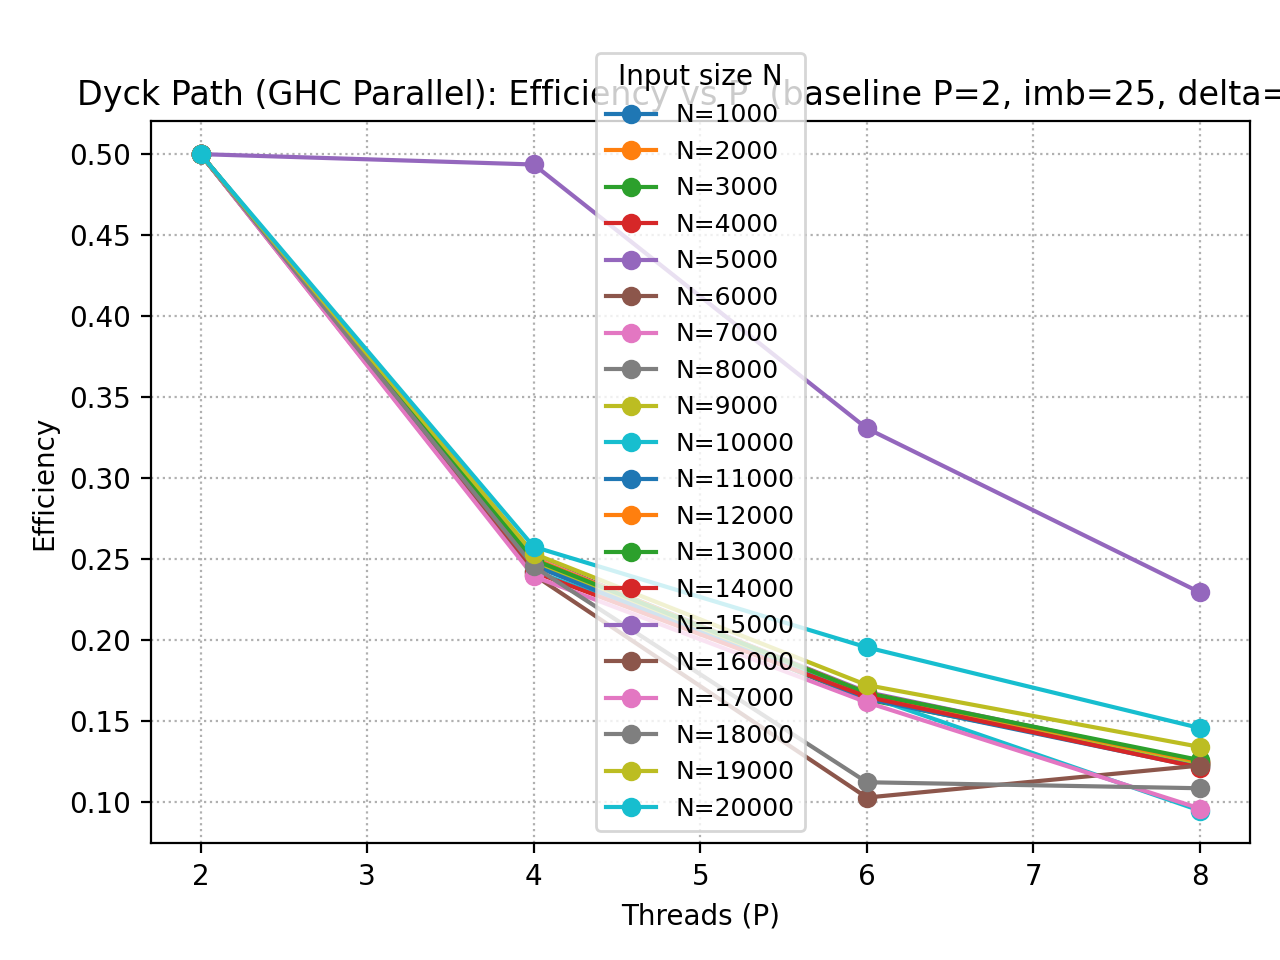 Dyck Path (GHC Parallel): Efficiency vs P (baseline P=2, imb=25, delta=
Input size N
N=1000
N=2000
N=3000
N=4000
N=5000
N=6000
N=7000
N=8000
N=9000
N=10000
N=11000
N=12000
N=13000
N=14000
N=15000
N=16000
N=17000
N=18000
N=19000
N=20000
Efficiency
0.50
0.45
0.40
0.35
0.30
0.25
0.20
0.15
0.10
2 3 4 5 6 7 8
Threads (P)